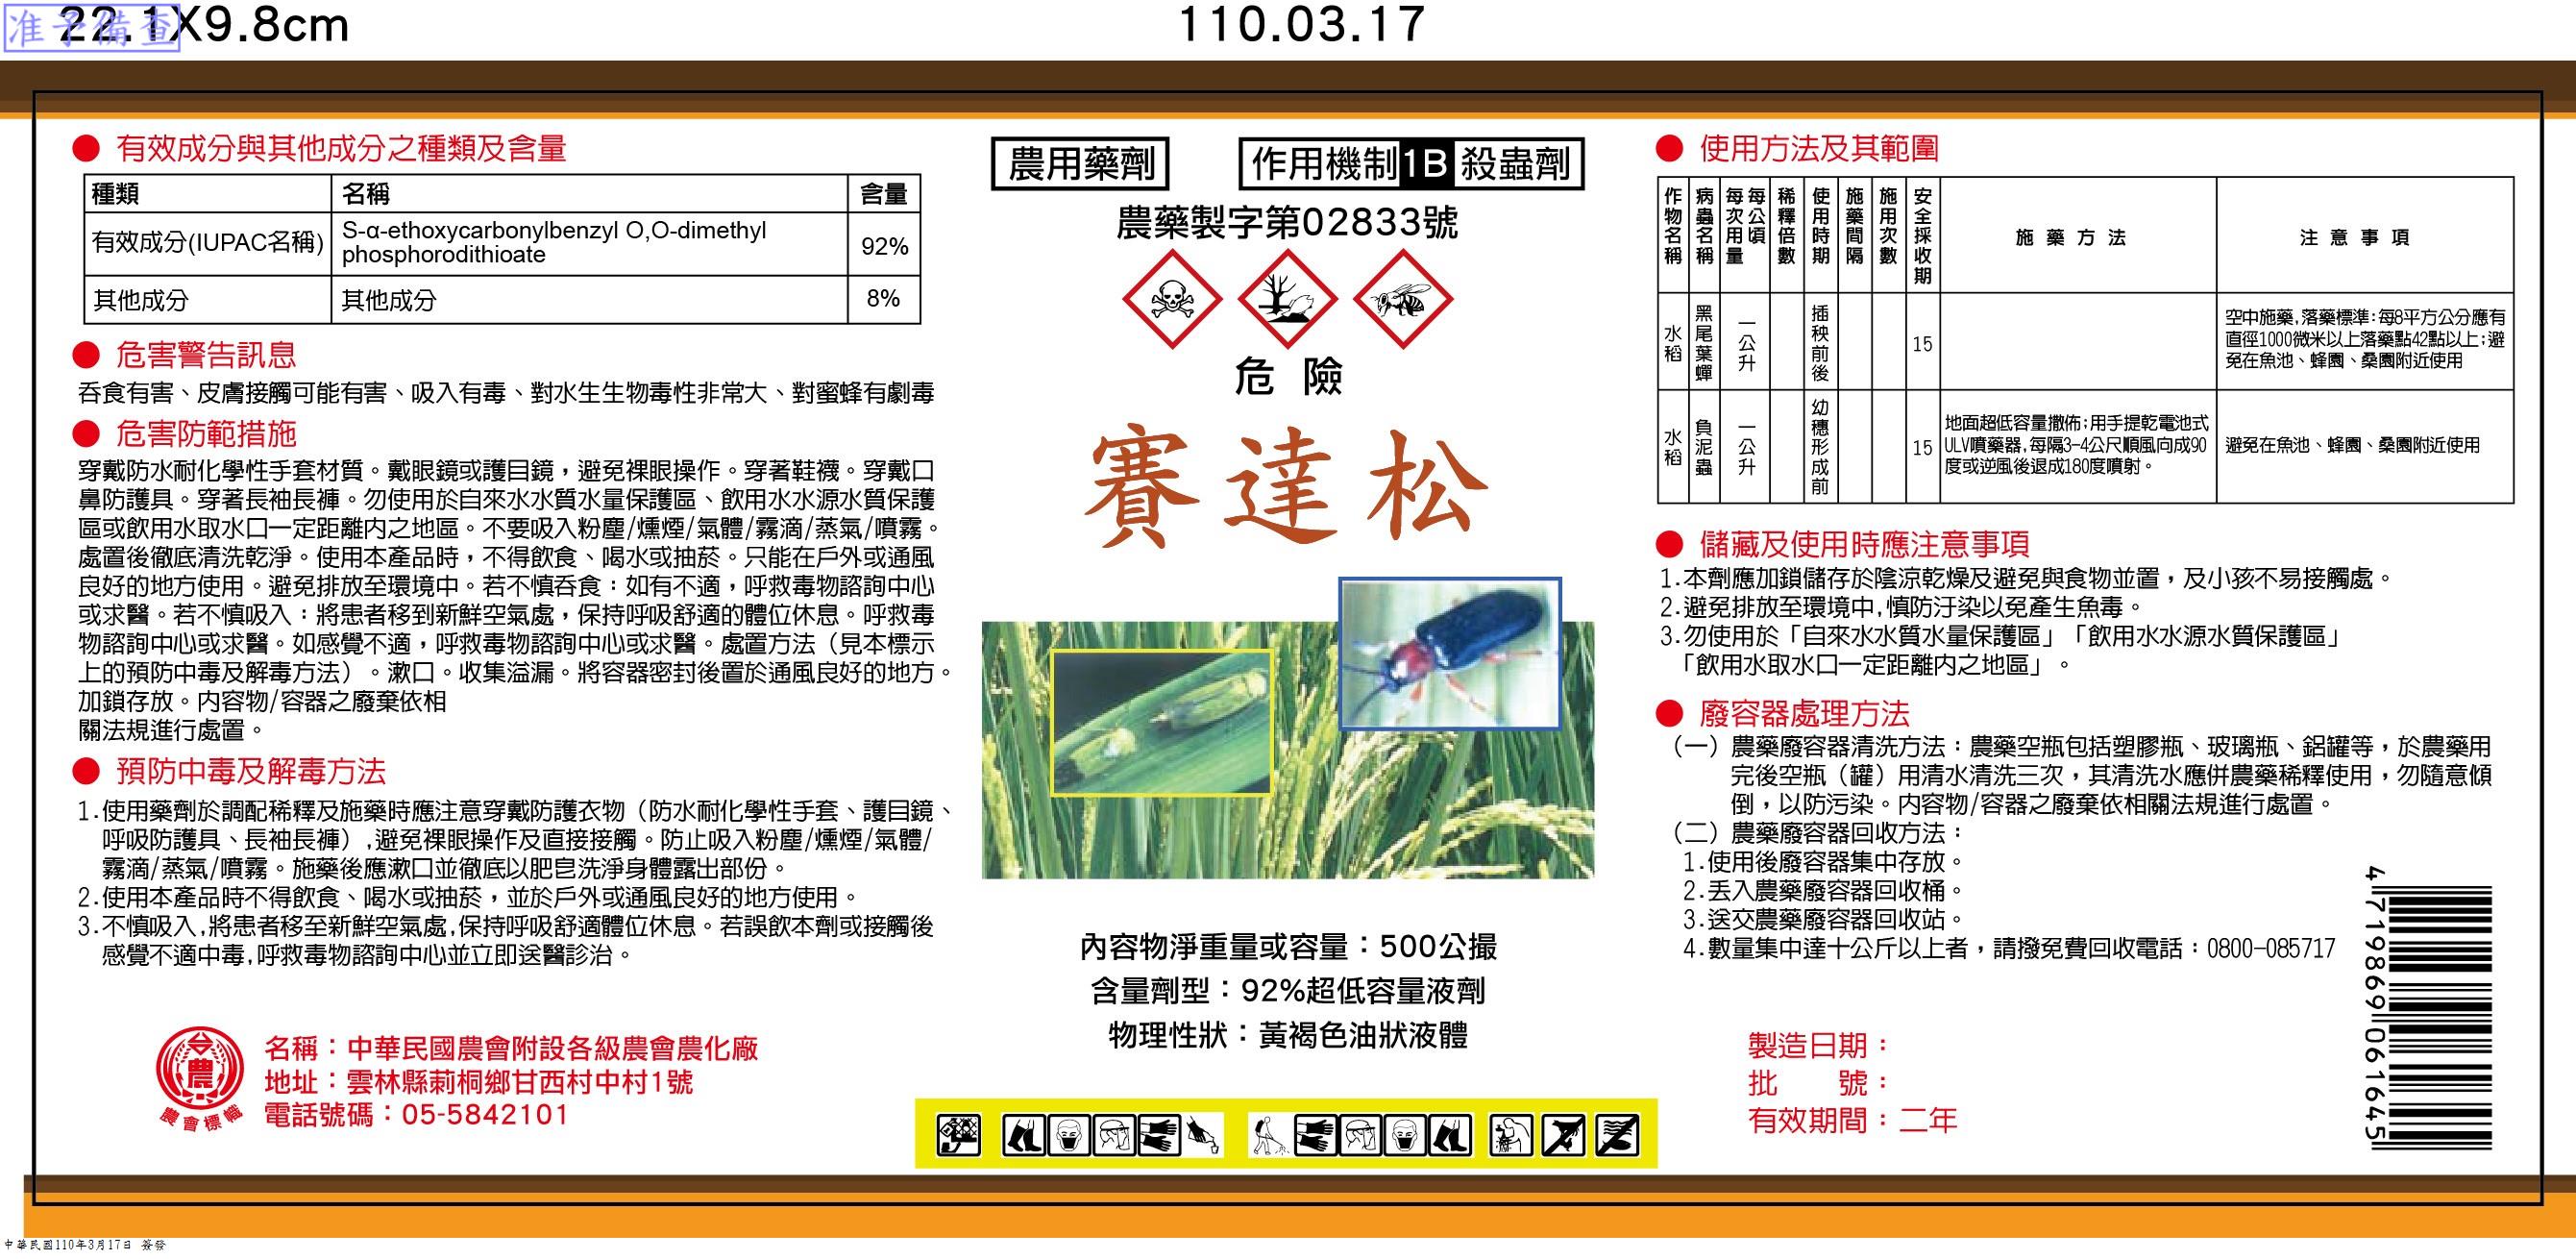 22.1X9.8cm
准予備查
110.03.17
● 有效成分與其他成分之種類及含量
種類 名稱 含量
有效成分(IUPAC名稱) S-α-ethoxycarbonylbenzyl O,O-dimethyl
phosphorodithioate 92%
其他成分 其他成分 8%
● 危害警告訊息
吞食有害、皮膚接觸可能有害、吸入有毒、對水生生物毒性非常大、對蜜蜂有劇毒
● 危害防範措施
穿戴防水耐化學性手套材質。戴眼鏡或護目鏡，避免裸眼操作。穿著鞋襪。穿戴口
鼻防護具。穿著長袖長褲。勿使用於自來水水質水量保護區、飲用水水源水質保護
區或飲用水取水口一定距離內之地區。不要吸入粉塵/燻煙/氣體/霧滴/蒸氣/噴霧。
處置後徹底清洗乾淨。使用本產品時，不得飲食、喝水或抽菸。只能在戶外或通風
良好的地方使用。避免排放至環境中。若不慎吞食：如有不適，呼救毒物諮詢中心
或求醫。若不慎吸入：將患者移到新鮮空氣處，保持呼吸舒適的體位休息。呼救毒
物諮詢中心或求醫。如感覺不適，呼救毒物諮詢中心或求醫。處置方法（見本標示
上的預防中毒及解毒方法）。漱口。收集溢漏。將容器密封後置於通風良好的地方。
加鎖存放。內容物/容器之廢棄依相
關法規進行處置。
● 預防中毒及解毒方法
1.使用藥劑於調配稀釋及施藥時應注意穿戴防護衣物（防水耐化學性手套、護目鏡、
呼吸防護具、長袖長褲）,避免裸眼操作及直接接觸。防止吸入粉塵/燻煙/氣體/
霧滴/蒸氣/噴霧。施藥後應漱口並徹底以肥皂洗淨身體露出部份。
2.使用本產品時不得飲食、喝水或抽菸，並於戶外或通風良好的地方使用。
3.不慎吸入,將患者移至新鮮空氣處,保持呼吸舒適體位休息。若誤飲本劑或接觸後
感覺不適中毒,呼救毒物諮詢中心並立即送醫診治。
農
農會標幟
名稱：中華民國農會附設各級農會農化廠
地址：雲林縣莿桐鄉甘西村中村1號
電話號碼：05-5842101
農用藥劑
作用機制1B殺蟲劑
農藥製字第02833號
危 險
賽達松
內容物淨重量或容量：500公撮
含量劑型：92%超低容量液劑
物理性狀：黃褐色油狀液體
● 使用方法及其範圍
作物名稱 病蟲名稱 每公頃每次用量 稀釋倍數 使用時期 施藥間隔 施用次數 安全採收期 施藥方法 注意事項
水稻 黑尾葉蟬 一公升 插秧前後 15 空中施藥,落藥標準:每8平方公分應有
直徑1000微米以上落藥點42點以上;避
免在魚池、蜂園、桑園附近使用
水稻 負泥蟲 一公升 幼穗形成前 15 地面超低容量撒佈;用手提乾電池式
ULV噴藥器,每隔3-4公尺順風向成90
度或逆風後退成180度噴射。 避免在魚池、蜂園、桑園附近使用
● 儲藏及使用時應注意事項
1.本劑應加鎖儲存於陰涼乾燥及避免與食物並置，及小孩不易接觸處。
2.避免排放至環境中,慎防汙染以免產生魚毒。
3.勿使用於「自來水水質水量保護區」「飲用水水源水質保護區」
「飲用水取水口一定距離內之地區」。
● 廢容器處理方法
（一）農藥廢容器清洗方法：農藥空瓶包括塑膠瓶、玻璃瓶、鋁罐等，於農藥用
完後空瓶（罐）用清水清洗三次，其清洗水應併農藥稀釋使用，勿隨意傾
倒，以防污染。內容物/容器之廢棄依相關法規進行處置。
（二）農藥廢容器回收方法：
1.使用後廢容器集中存放。
2.丟入農藥廢容器回收桶。
3.送交農藥廢容器回收站。
4.數量集中達十公斤以上者，請撥免費回收電話：0800-085717
製造日期：
批 號：
有效期間：二年
4719869061645
中華民國110年3月17日 簽發